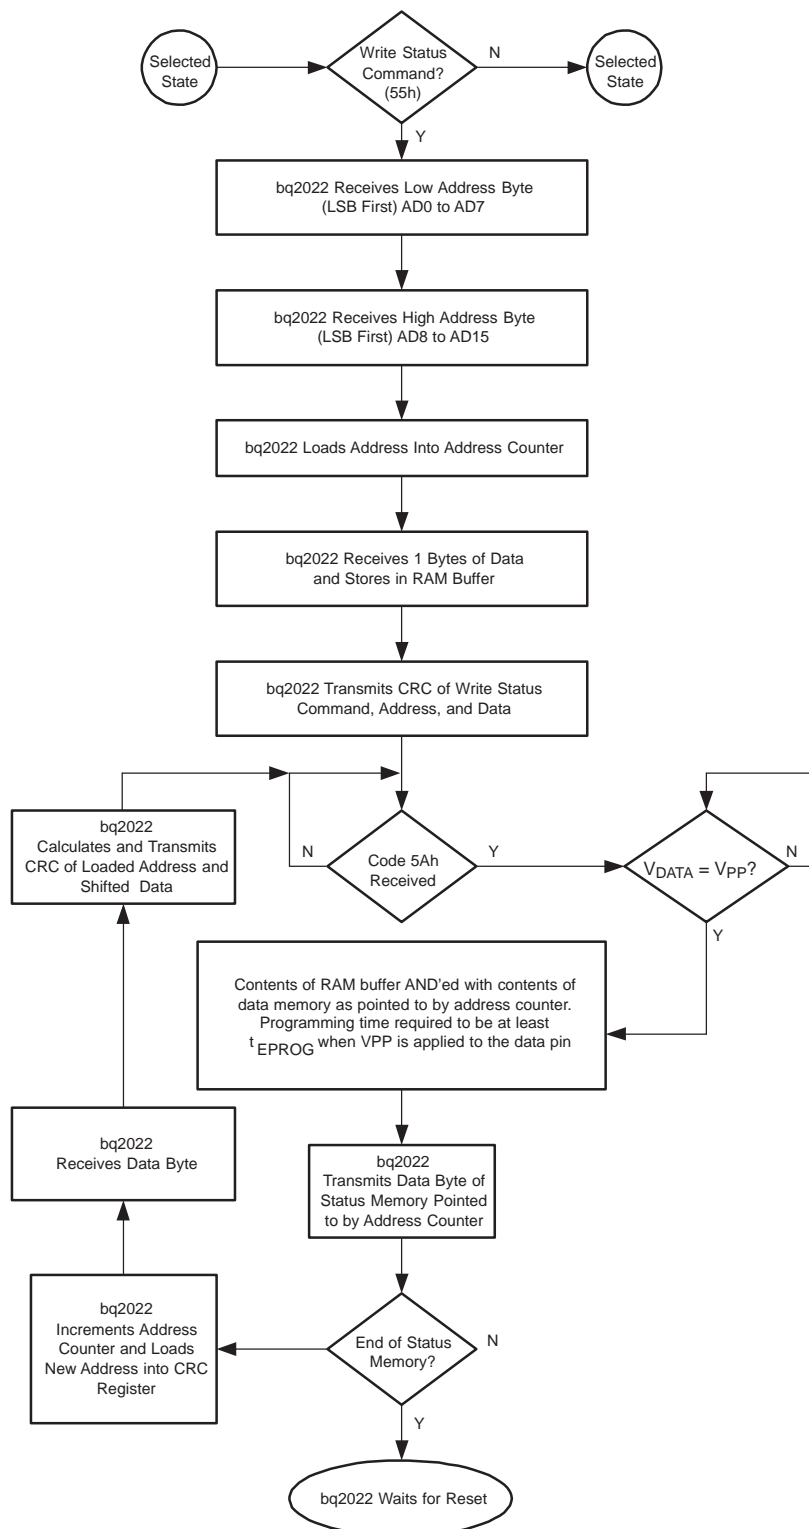 Selected
State
Write Status
Command?
(55h)
N
Selected
State
Y
bq2022 Receives Low Address Byte
(LSB First) AD0 to AD7
bq2022 Receives High Address Byte
(LSB First) AD8 to AD15
bq2022 Loads Address Into Address Counter
bq2022 Receives 1 Bytes of Data
and Stores in RAM Buffer
bq2022 Transmits CRC of Write Status
Command, Address, and Data
bq2022
Calculates and Transmits
CRC of Loaded Address and
Shifted Data
N
Code 5Ah
Received
Y
VDATA = VPP?
N
Y
Contents of RAM buffer AND'ed with contents of
data memory as pointed to by address counter.
Programming time required to be at least
tEPROG when VPP is applied to the data pin
bq2022
Receives Data Byte
bq2022
Transmits Data Byte of
Status Memory Pointed
to by Address Counter
bq2022
Increments Address
Counter and Loads
New Address into CRC
Register
End of Status
Memory?
N
Y
bq2022 Waits for Reset